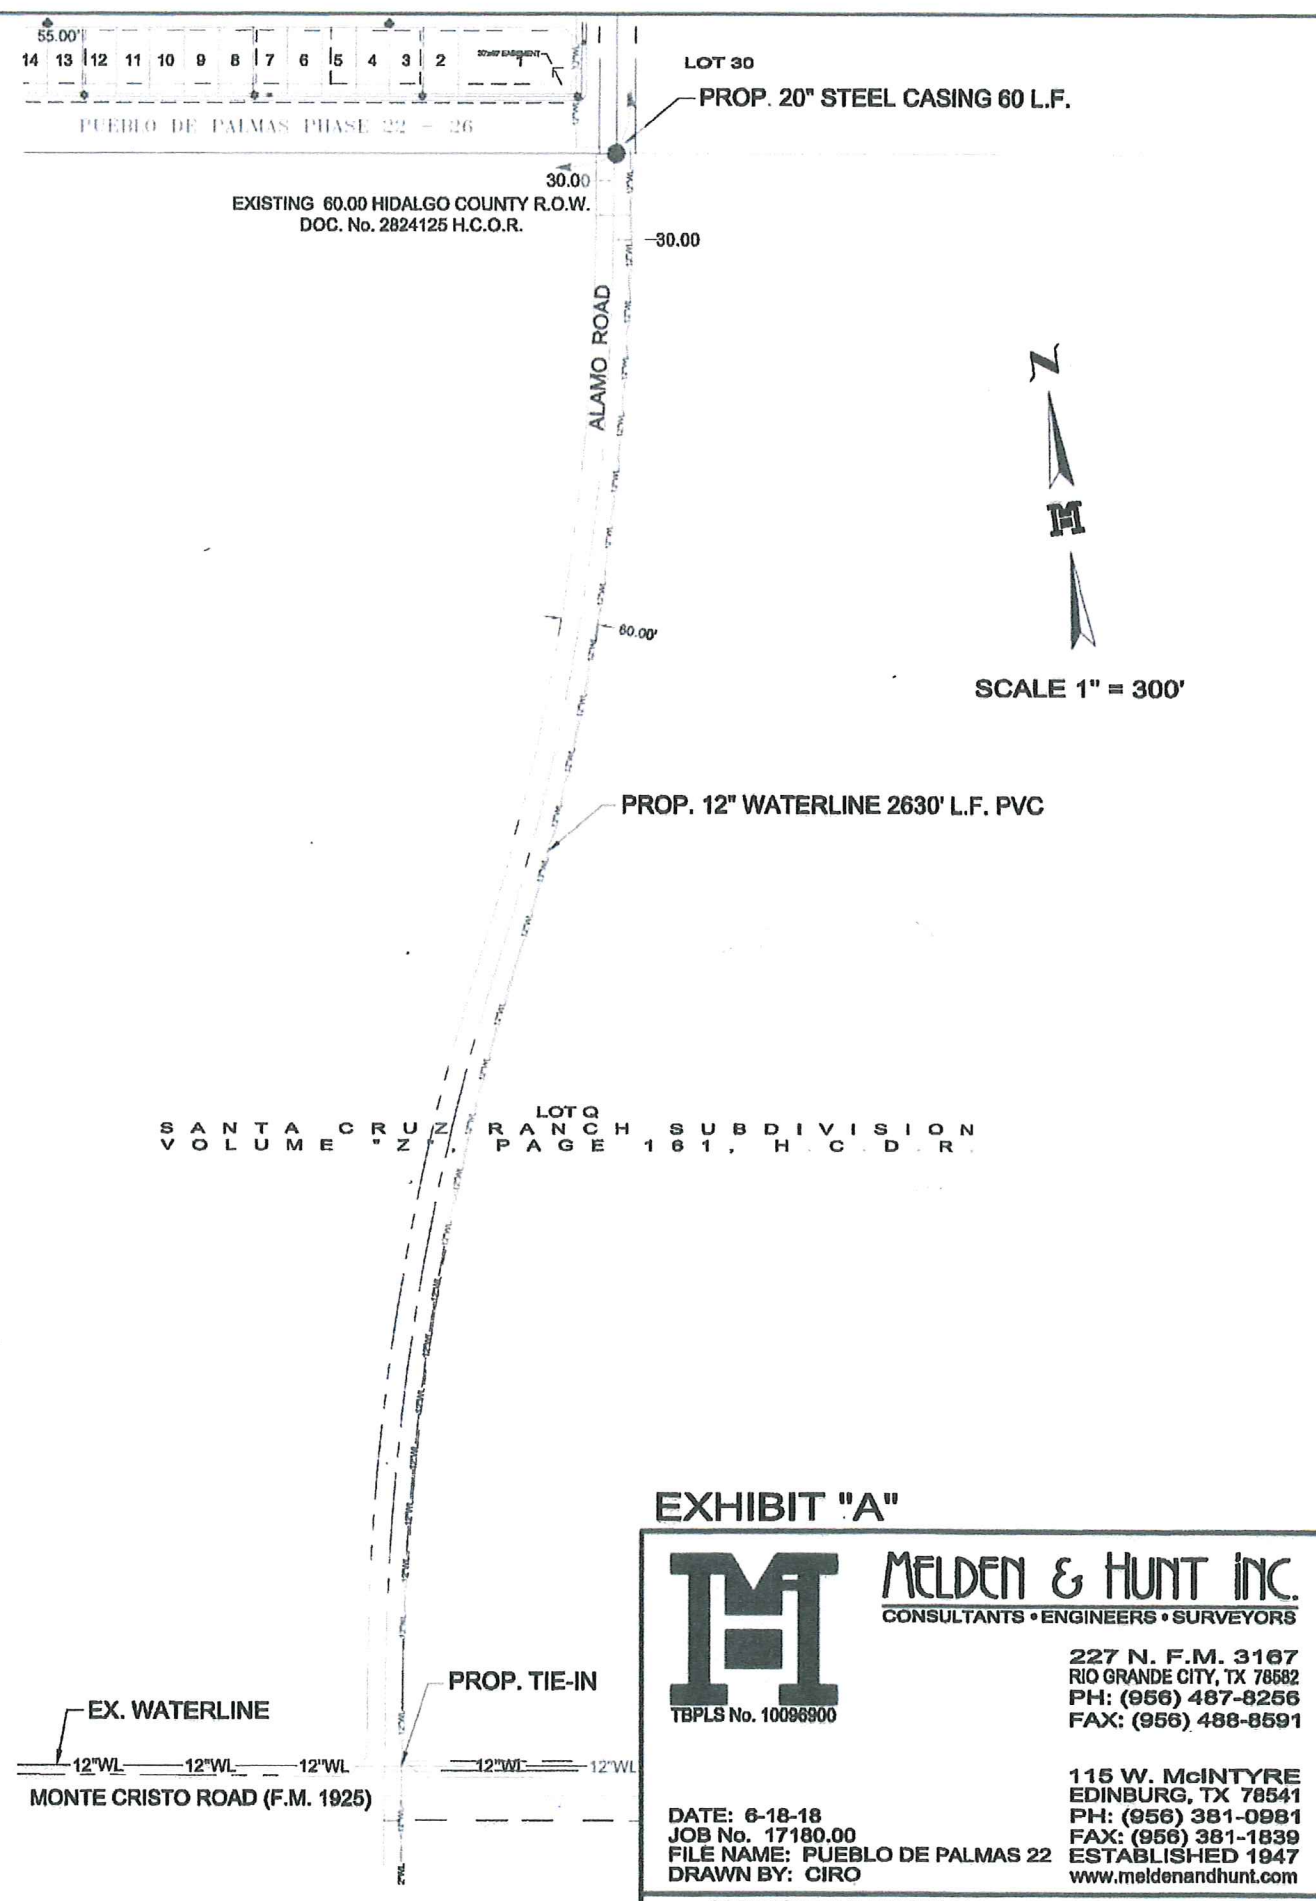 55.00'
14 13 12 11 10 9 8 7 6 5 4 3 2 1
EASEMENT
PUEBLO DE PALMAS PHASE 22 - 26
LOT 30
PROP. 20" STEEL CASING 60 L.F.
30.00
EXISTING 60.00 HIDALGO COUNTY R.O.W.
DOC. No. 2824125 H.C.O.R.
30.00
ALAMO ROAD
12"WL
N
MH
SCALE 1" = 300'
60.00'
PROP. 12" WATERLINE 2630' L.F. PVC
LOT Q
SANTA CRUZ RANCH SUBDIVISION
VOLUME "Z", PAGE 161, H.C.D.R.
PROP. TIE-IN
EX. WATERLINE
12"WL 12"WL 12"WL 12"WL 12"WL
MONTE CRISTO ROAD (F.M. 1925)
EXHIBIT "A"
MH
TBPLS No. 10096900
MELDEN & HUNT INC.
CONSULTANTS • ENGINEERS • SURVEYORS
227 N. F.M. 3167
RIO GRANDE CITY, TX 78582
PH: (956) 487-8256
FAX: (956) 488-8591
115 W. McINTYRE
EDINBURG, TX 78541
PH: (956) 381-0981
FAX: (956) 381-1839
ESTABLISHED 1947
www.meldenandhunt.com
DATE: 6-18-18
JOB No. 17180.00
FILE NAME: PUEBLO DE PALMAS 22
DRAWN BY: CIRO